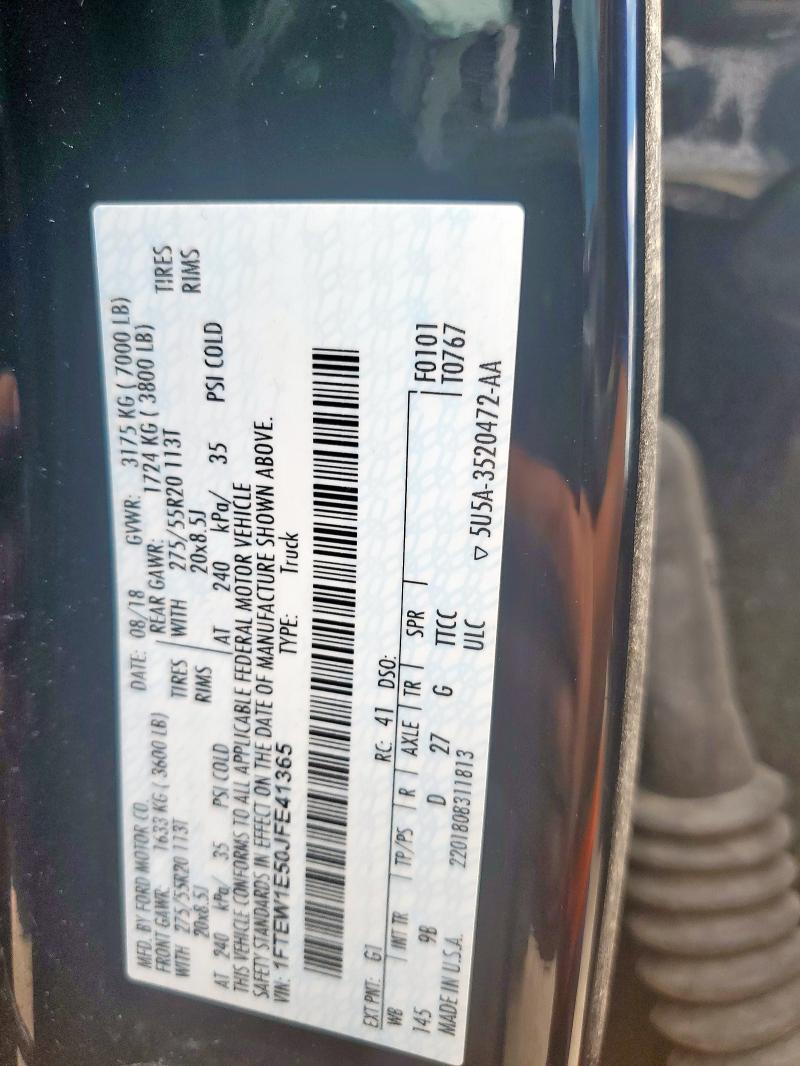 MFD. BY FORD MOTOR CO.
DATE: 08/18 GVWR: 3175 KG ( 7000 LB)
FRONT GAWR: 1633 KG ( 3600 LB) REAR GAWR: 1724 KG ( 3800 LB)
WITH 275/55R20 113T TIRES WITH 275/55R20 113T TIRES
20x8.5J RIMS 20x8.5J RIMS
AT 240 kPa/ 35 PSI COLD AT 240 kPa/ 35 PSI COLD
THIS VEHICLE CONFORMS TO ALL APPLICABLE FEDERAL MOTOR VEHICLE
SAFETY STANDARDS IN EFFECT ON THE DATE OF MANUFACTURE SHOWN ABOVE.
VIN: 1FTEW1E50JFE41365 TYPE: Truck
EXT PNT: G1 RC: 41 DSO: F0101
WB INT TR TP/PS R AXLE TR SPR T0767
145 9B D 27 G TTCC
MADE IN U.S.A. 2201808311813 ULC ▽ 5U5A-3520472-AA